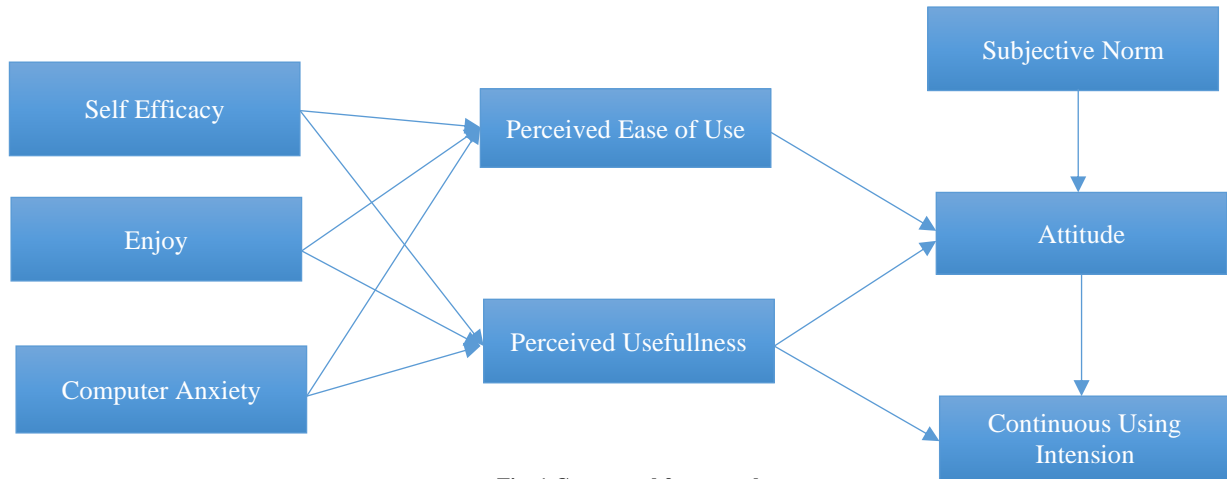 Subjective Norm
Self Efficacy
Perceived Ease of Use
Enjoy
Attitude
Perceived Usefullness
Computer Anxiety
Continuous Using
Intension